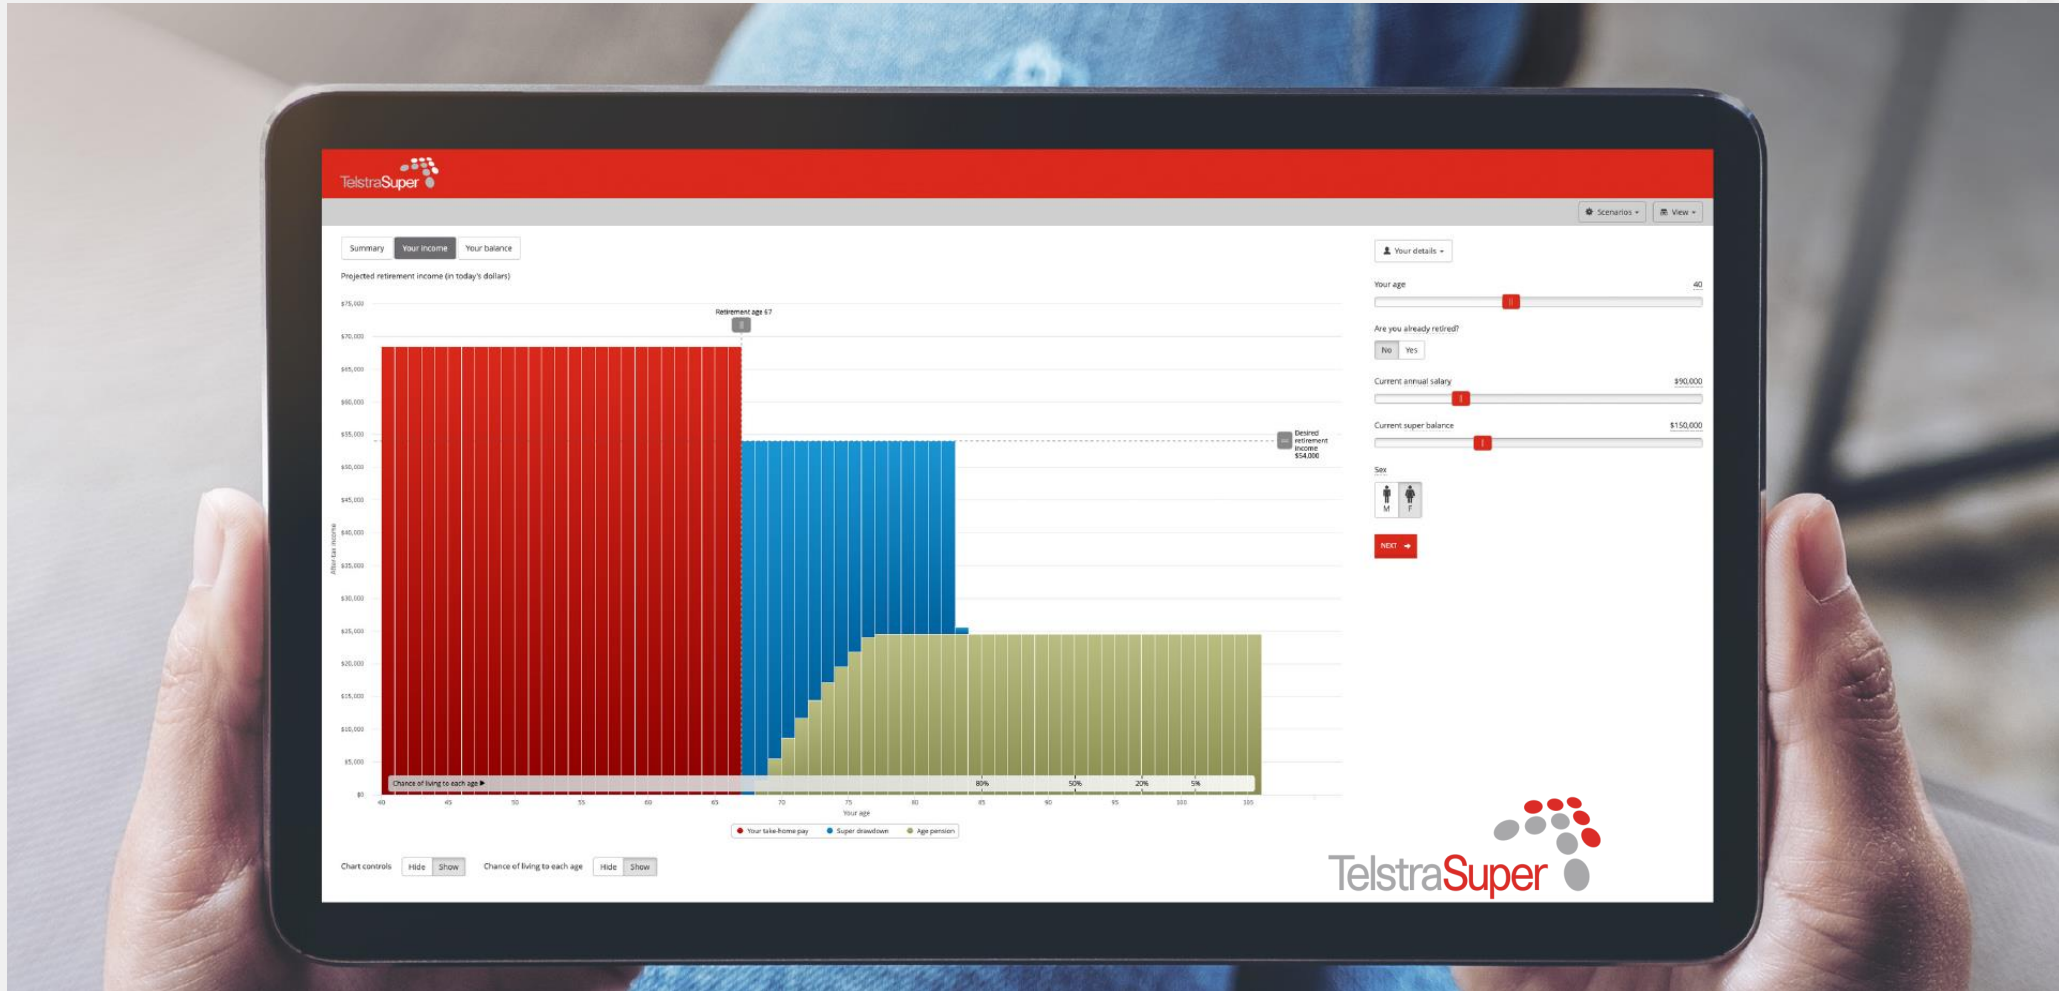 TelstraSuper
Scenarios
View
Summary
Your income
Your balance
Projected retirement income (in today's dollars)
Your details
Your age
40
Are you already retired?
No
Yes
Current annual salary
$90,000
Current super balance
$150,000
Sex
M
F
NEXT
Retirement age 67
Desired
retirement
income
$54,000
After-tax income
$75,000
$70,000
$65,000
$60,000
$55,000
$50,000
$45,000
$40,000
$35,000
$30,000
$25,000
$20,000
$15,000
$10,000
$5,000
$0
Chance of living to each age
80%
50%
20%
5%
40
45
50
55
60
65
70
75
80
85
90
95
100
105
Your age
Your take-home pay
Super drawdown
Age pension
Chart controls
Hide
Show
Chance of living to each age
Hide
Show
TelstraSuper